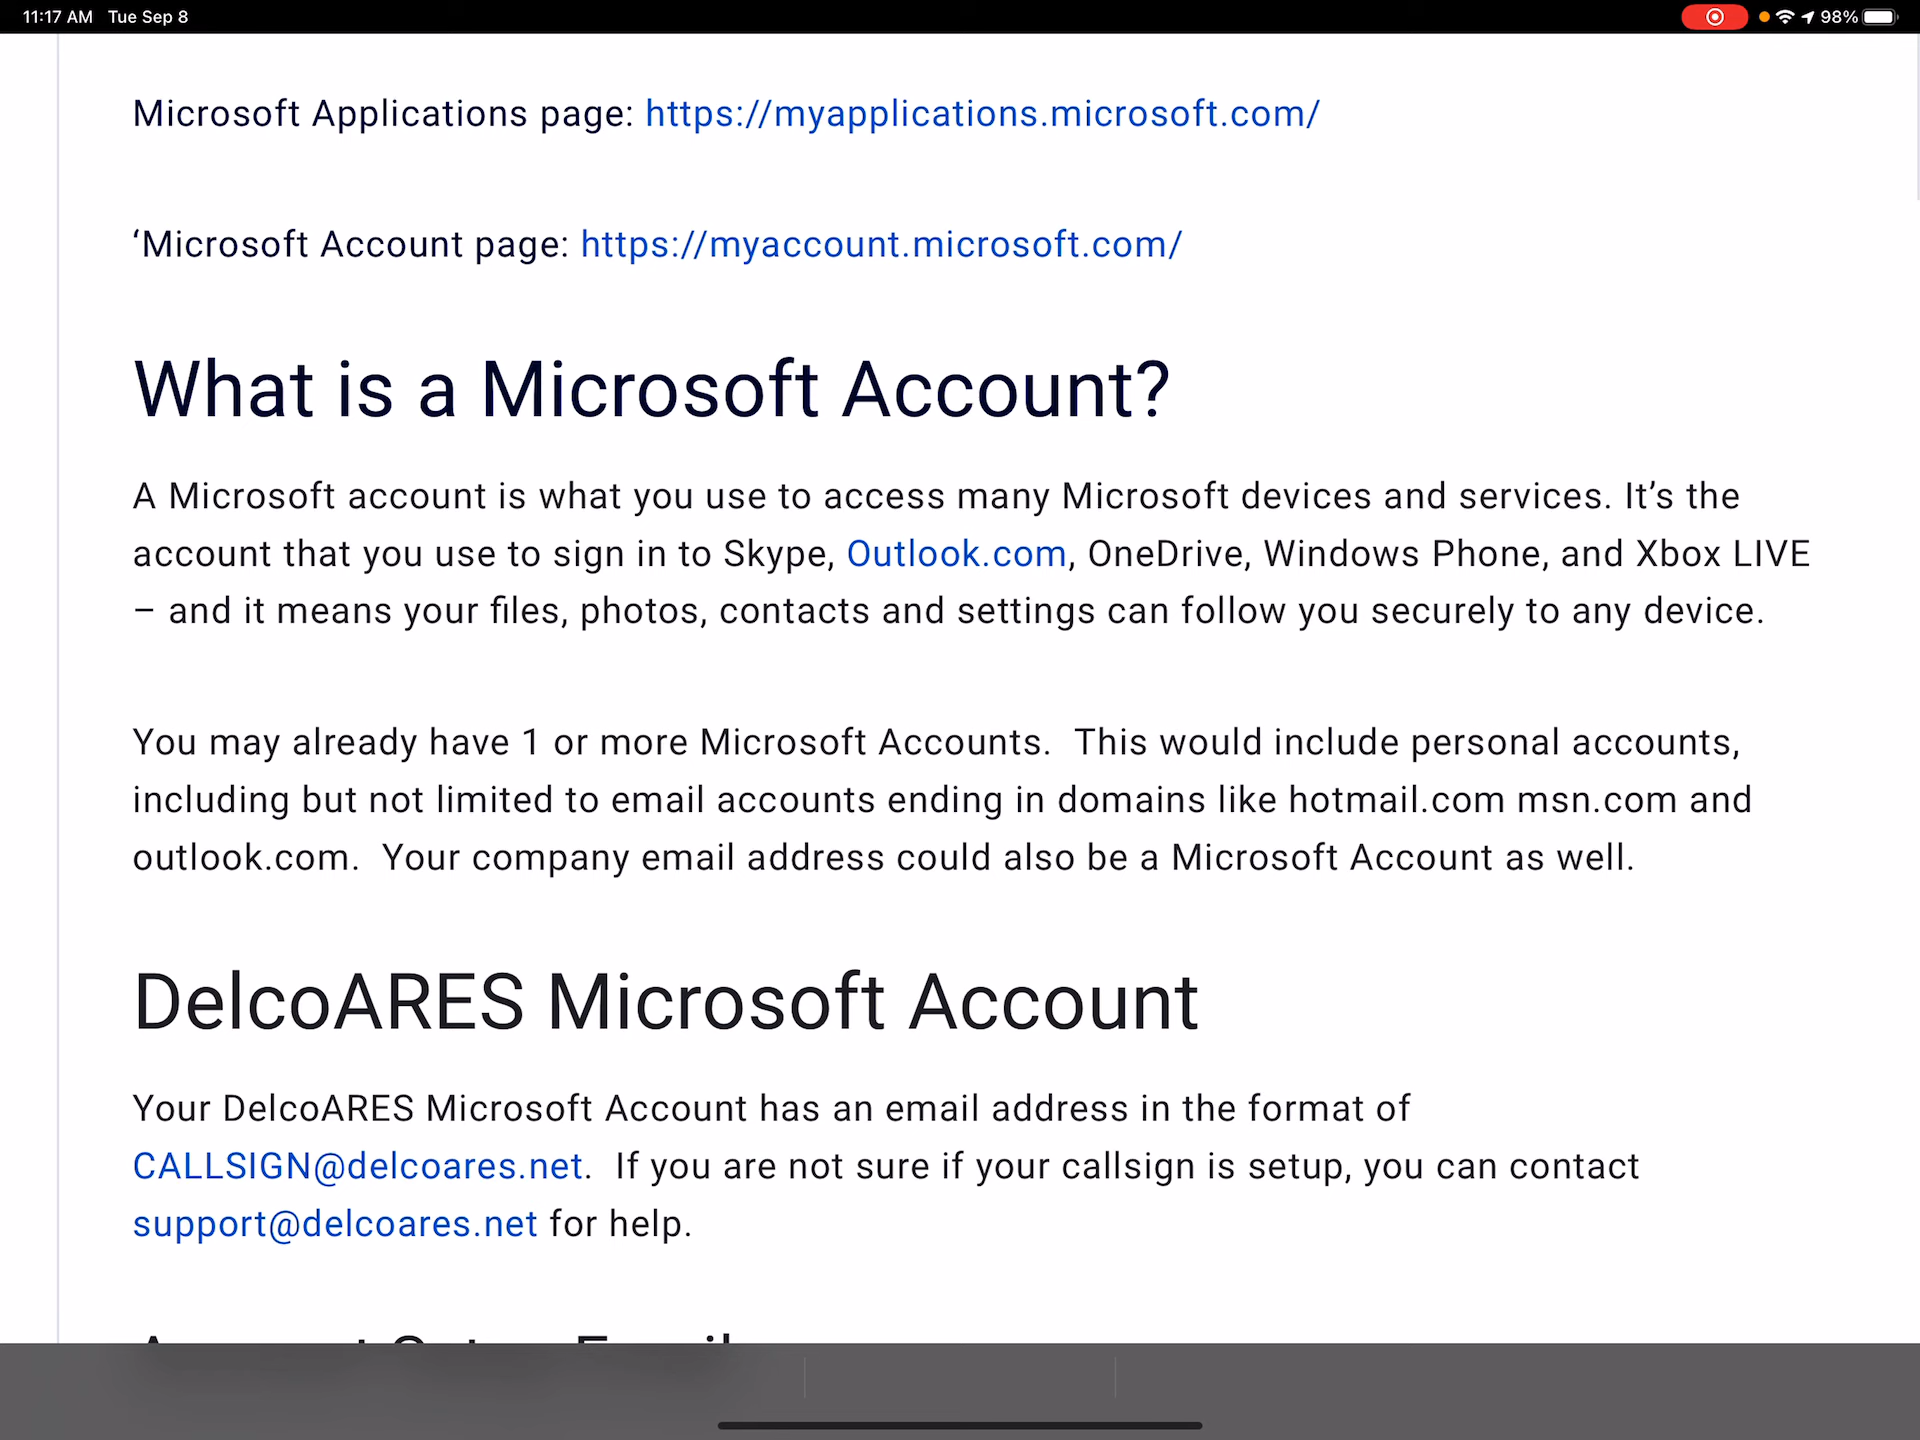 11:17 AM Tue Sep 8 98%
Microsoft Applications page: https://myapplications.microsoft.com/
‘Microsoft Account page: https://myaccount.microsoft.com/
What is a Microsoft Account?
A Microsoft account is what you use to access many Microsoft devices and services. It’s the
account that you use to sign in to Skype, Outlook.com, OneDrive, Windows Phone, and Xbox LIVE
– and it means your files, photos, contacts and settings can follow you securely to any device.
You may already have 1 or more Microsoft Accounts.  This would include personal accounts,
including but not limited to email accounts ending in domains like hotmail.com msn.com and
outlook.com.  Your company email address could also be a Microsoft Account as well.
DelcoARES Microsoft Account
Your DelcoARES Microsoft Account has an email address in the format of
CALLSIGN@delcoares.net.  If you are not sure if your callsign is setup, you can contact
support@delcoares.net for help.